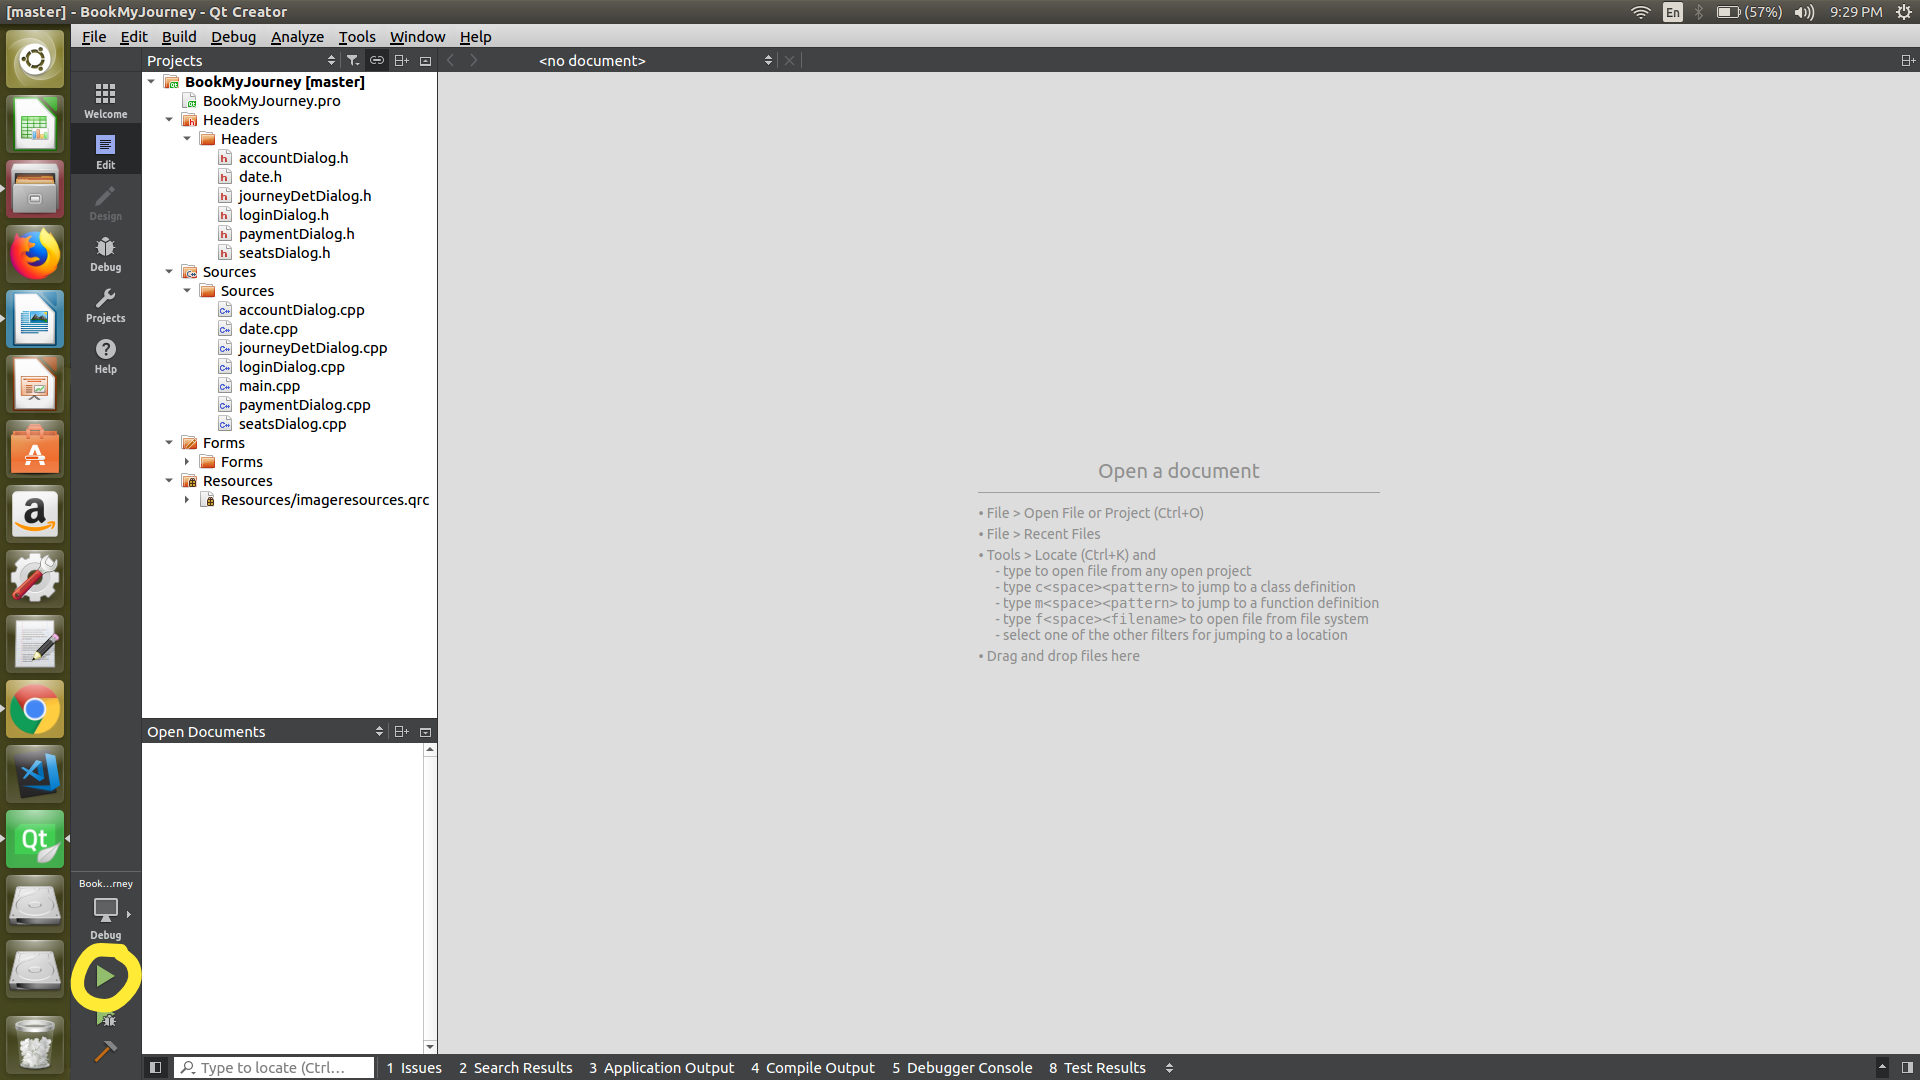 [master] - BookMyJourney - Qt Creator
En
(57%)
9:29 PM
File Edit Build Debug Analyze Tools Window Help
Projects
<no document>
Welcome
Edit
Design
Debug
Projects
Help
BookMyJourney [master]
BookMyJourney.pro
Headers
Headers
accountDialog.h
date.h
journeyDetDialog.h
loginDialog.h
paymentDialog.h
seatsDialog.h
Sources
Sources
accountDialog.cpp
date.cpp
journeyDetDialog.cpp
loginDialog.cpp
main.cpp
paymentDialog.cpp
seatsDialog.cpp
Forms
Forms
Resources
Resources/imageresources.qrc
Open a document
• File > Open File or Project (Ctrl+O)
• File > Recent Files
• Tools > Locate (Ctrl+K) and
- type to open file from any open project
- type c<space><pattern> to jump to a class definition
- type m<space><pattern> to jump to a function definition
- type f<space><filename> to open file from file system
- select one of the other filters for jumping to a location
• Drag and drop files here
Open Documents
Qt
Book...rney
Debug
Type to locate (Ctrl...
1 Issues
2 Search Results
3 Application Output
4 Compile Output
5 Debugger Console
8 Test Results